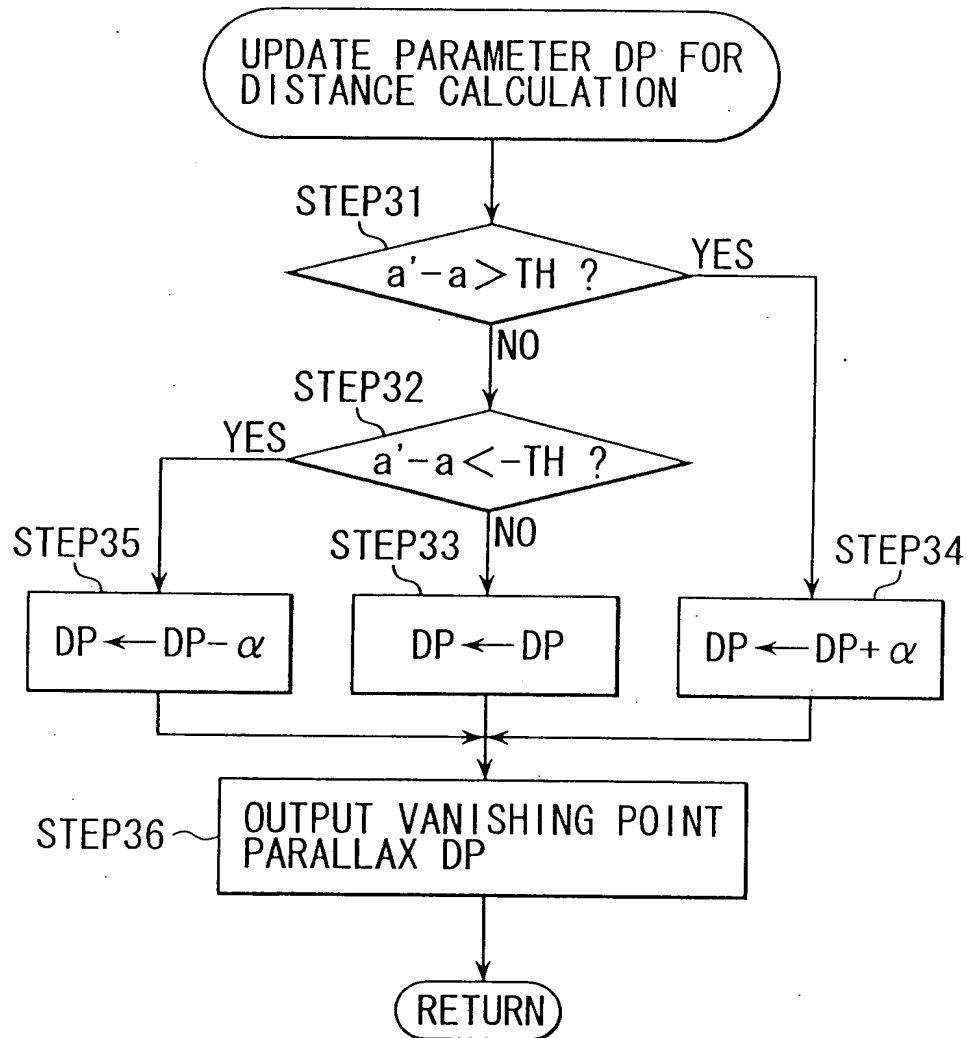 UPDATE PARAMETER DP FOR
DISTANCE CALCULATION
STEP31
a'-a>TH ?
YES
NO
STEP32
a'-a<-TH ?
YES
NO
STEP35
STEP33
STEP34
DP←DP-α
DP←DP
DP←DP+α
STEP36
OUTPUT VANISHING POINT
PARALLAX DP
RETURN